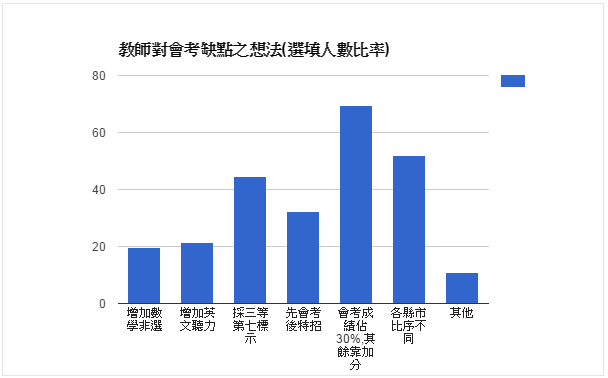 教師對會考缺點之想法(選填人數比率)
80
60
40
20
0
增加數
學非選
增加英
文聽力
採三等
第七標
示
先會考
後特招
會考成
績佔
30%,其
餘靠加
分
各縣市
比序不
同
其他